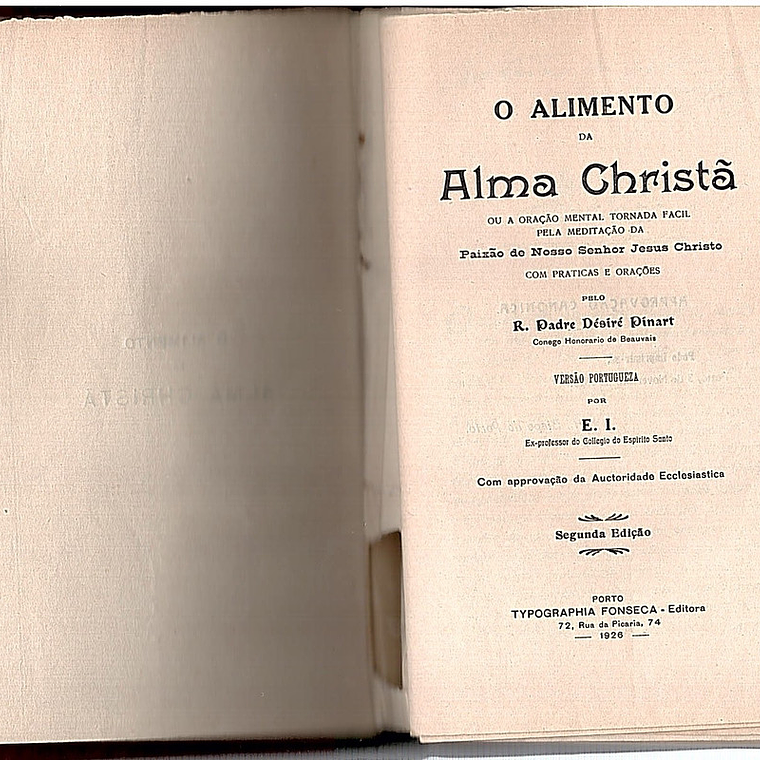 O ALIMENTO
DA
Alma Christã
OU A ORAÇÃO MENTAL TORNADA FACIL
PELA MEDITAÇÃO DA
Paixão de Nosso Senhor Jesus Christo
COM PRATICAS E ORAÇÕES
PELO
R. Padre Désiré Pinart
Conego Honorario de Beauvais
VERSÃO PORTUGUEZA
POR
E. I.
Ex-professor do Collegio do Espirito Santo
Com approvação da Auctoridade Ecclesiastica
Segunda Edição
PORTO
TYPOGRAPHIA FONSECA - Editora
72, Rua da Picaria, 74
1926